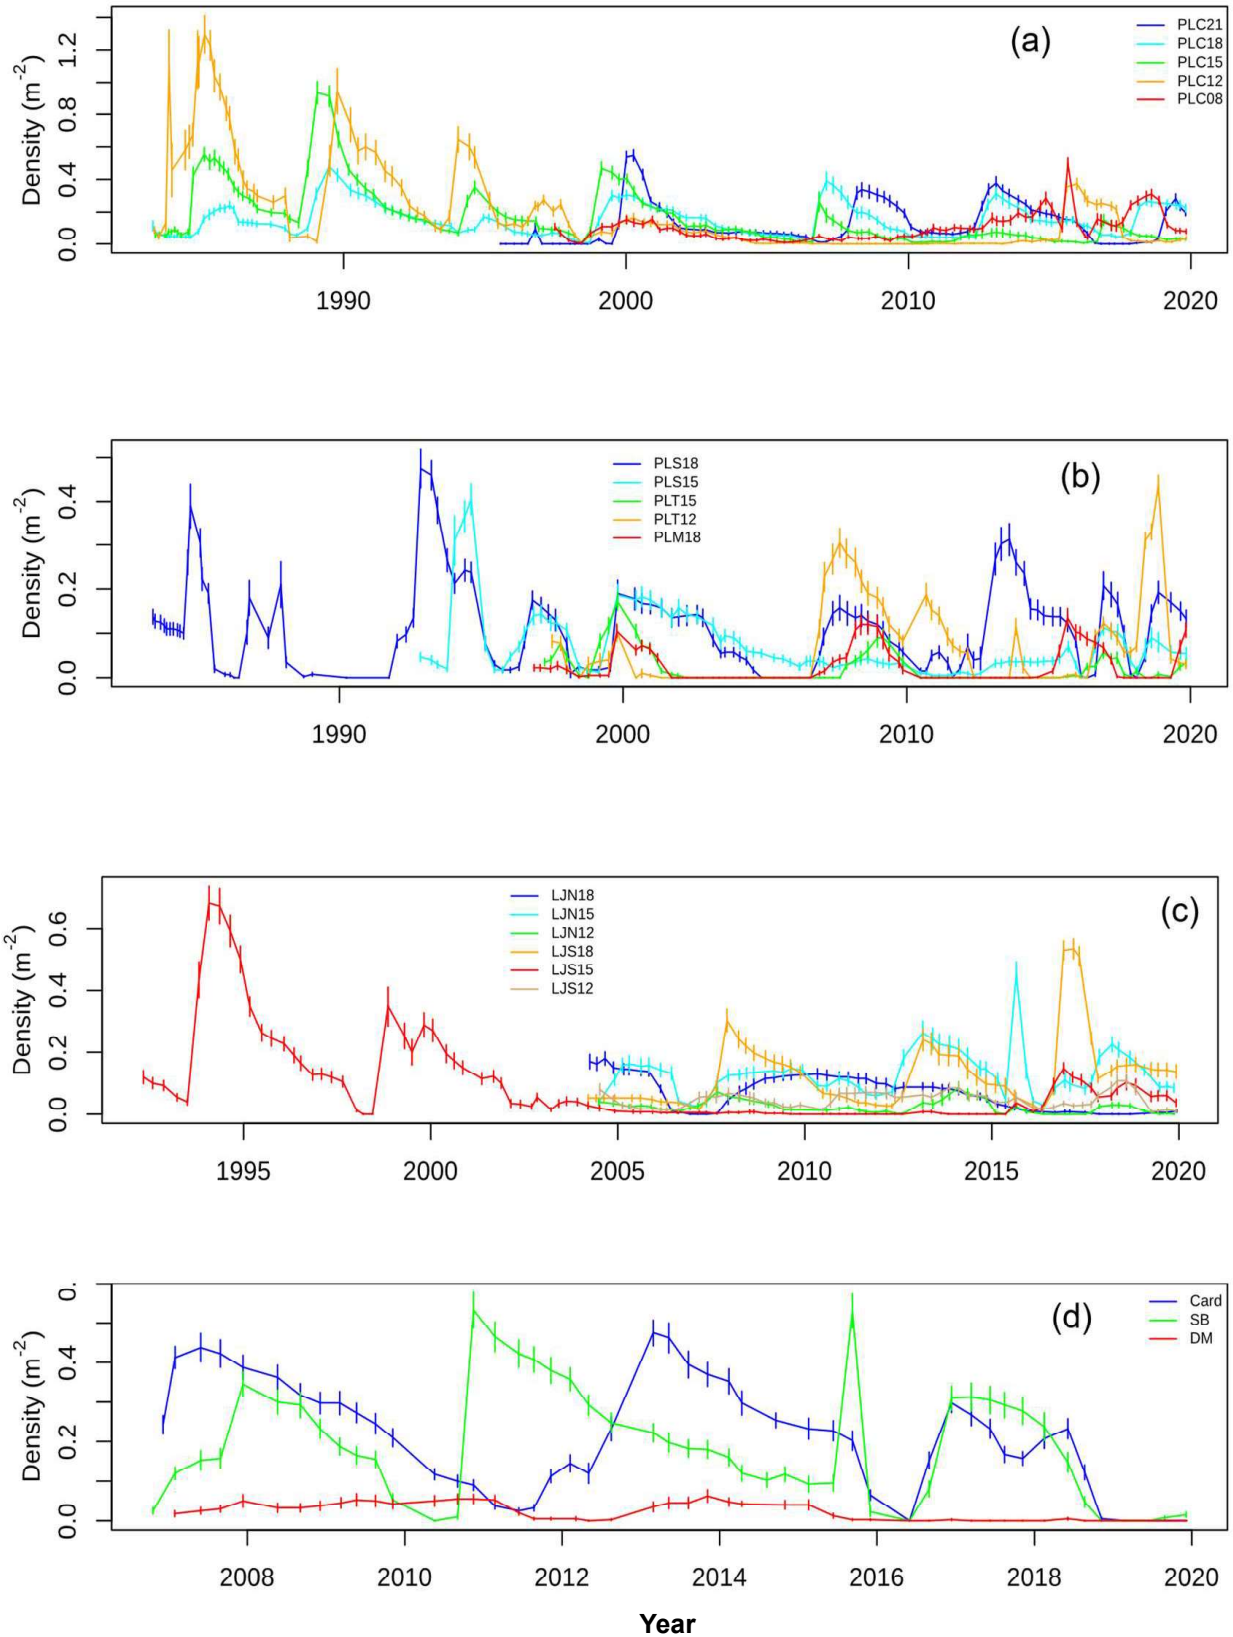 (a)
PLC21
PLC18
PLC15
PLC12
PLC08
Density (m-2)
0.0 0.4 0.8 1.2
1990 2000 2010 2020
(b)
PLS18
PLS15
PLT15
PLT12
PLM18
Density (m-2)
0.0 0.2 0.4
1990 2000 2010 2020
(c)
LJN18
LJN15
LJN12
LJS18
LJS15
LJS12
Density (m-2)
0.0 0.2 0.4 0.6
1995 2000 2005 2010 2015 2020
(d)
Card
SB
DM
Density (m-2)
0.0 0.2 0.4 0.
2008 2010 2012 2014 2016 2018 2020
Year